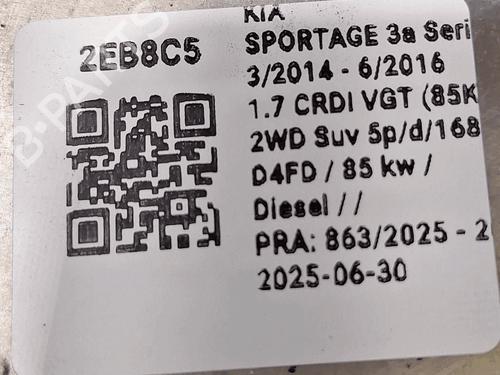 2EB8C5
KIA
SPORTAGE 3a Seri
3/2014 - 6/2016
1.7 CRDI VGT (85K
2WD Suv 5p/d/168
D4FD / 85 kw /
Diesel / /
PRA: 863/2025 - 2
2025-06-30
B-PARTS